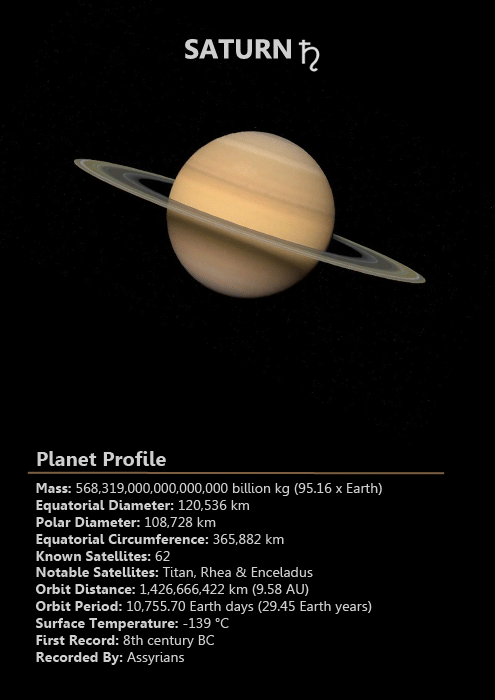 SATURN ♄
Planet Profile
Mass: 568,319,000,000,000,000 billion kg (95.16 x Earth)
Equatorial Diameter: 120,536 km
Polar Diameter: 108,728 km
Equatorial Circumference: 365,882 km
Known Satellites: 62
Notable Satellites: Titan, Rhea & Enceladus
Orbit Distance: 1,426,666,422 km (9.58 AU)
Orbit Period: 10,755.70 Earth days (29.45 Earth years)
Surface Temperature: -139 °C
First Record: 8th century BC
Recorded By: Assyrians